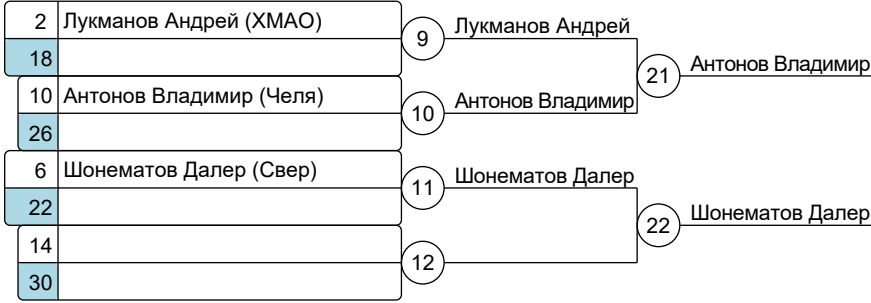 2 Лукманов Андрей (ХМАО)
18
9 Лукманов Андрей
10 Антонов Владимир (Челя)
26
10 Антонов Владимир
21 Антонов Владимир
6 Шонематов Далер (Свер)
22
11 Шонематов Далер
14
30
12
22 Шонематов Далер